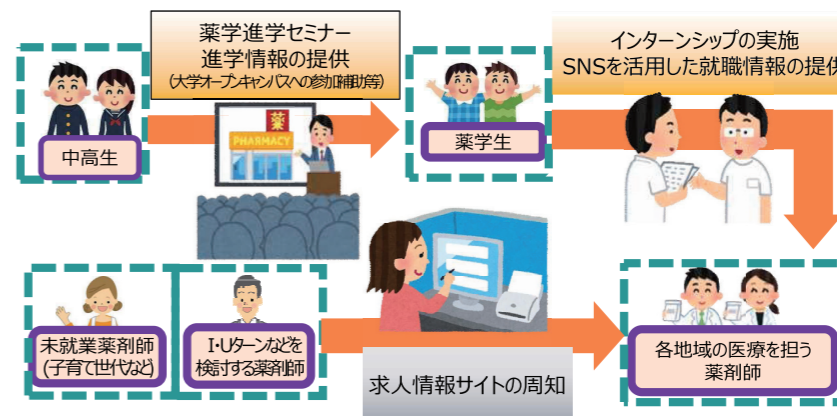 薬学進学セミナー
進学情報の提供
(大学オープンキャンパスへの参加補助等)
インターンシップの実施
SNSを活用した就職情報の提供
中高生
薬
PHARMACY
薬学生
未就業薬剤師
(子育て世代など)
I・Uターンなどを
検討する薬剤師
求人情報サイトの周知
各地域の医療を担う
薬剤師